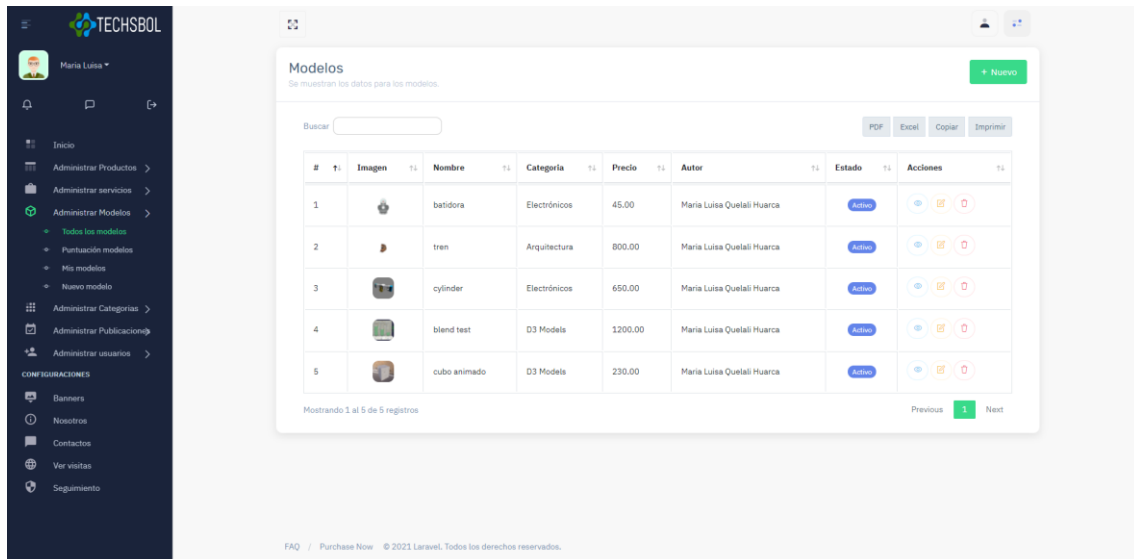 TECHSBOL
Maria Luisa
Inicio
Administrar Productos
Administrar servicios
Administrar Modelos
Todos los modelos
Puntuación modelos
Mis modelos
Nuevo modelo
Administrar Categorias
Administrar Publicaciones
Administrar usuarios
CONFIGURACIONES
Banners
Nosotros
Contactos
Ver visitas
Seguimiento
Modelos
Se muestran los datos para los modelos.
+ Nuevo
Buscar
PDF Excel Copiar Imprimir
# Imagen Nombre Categoria Precio Autor Estado Acciones
1 batidora Electrónicos 45.00 Maria Luisa Quelali Huarca Activo
2 tren Arquitectura 800.00 Maria Luisa Quelali Huarca Activo
3 cylinder Electrónicos 650.00 Maria Luisa Quelali Huarca Activo
4 blend test D3 Models 1200.00 Maria Luisa Quelali Huarca Activo
5 cubo animado D3 Models 230.00 Maria Luisa Quelali Huarca Activo
Mostrando 1 al 5 de 5 registros
Previous 1 Next
FAQ / Purchase Now © 2021 Laravel. Todos los derechos reservados.